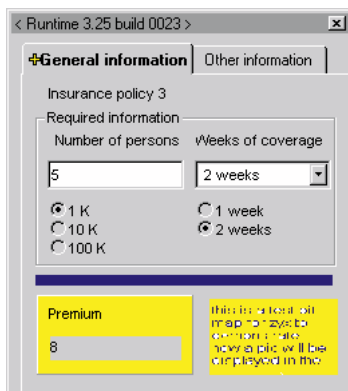 < Runtime 3.25 build 0023 >
General information
Other information
Insurance policy 3
Required information
Number of persons
Weeks of coverage
5
2 weeks
1 K
10 K
100 K
1 week
2 weeks
Premium
8
this is a test bit
map for zyx to
demonstrate
how a pic will be
displayed in the